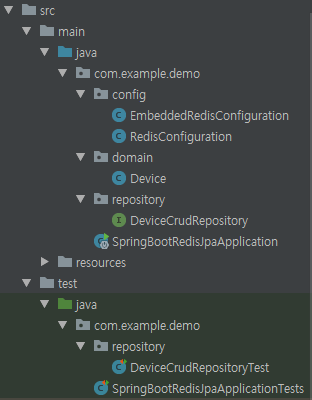 src
main
java
com.example.demo
config
EmbeddedRedisConfiguration
RedisConfiguration
domain
Device
repository
DeviceCrudRepository
SpringBootRedisJpaApplication
resources
test
java
com.example.demo
repository
DeviceCrudRepositoryTest
SpringBootRedisJpaApplicationTests